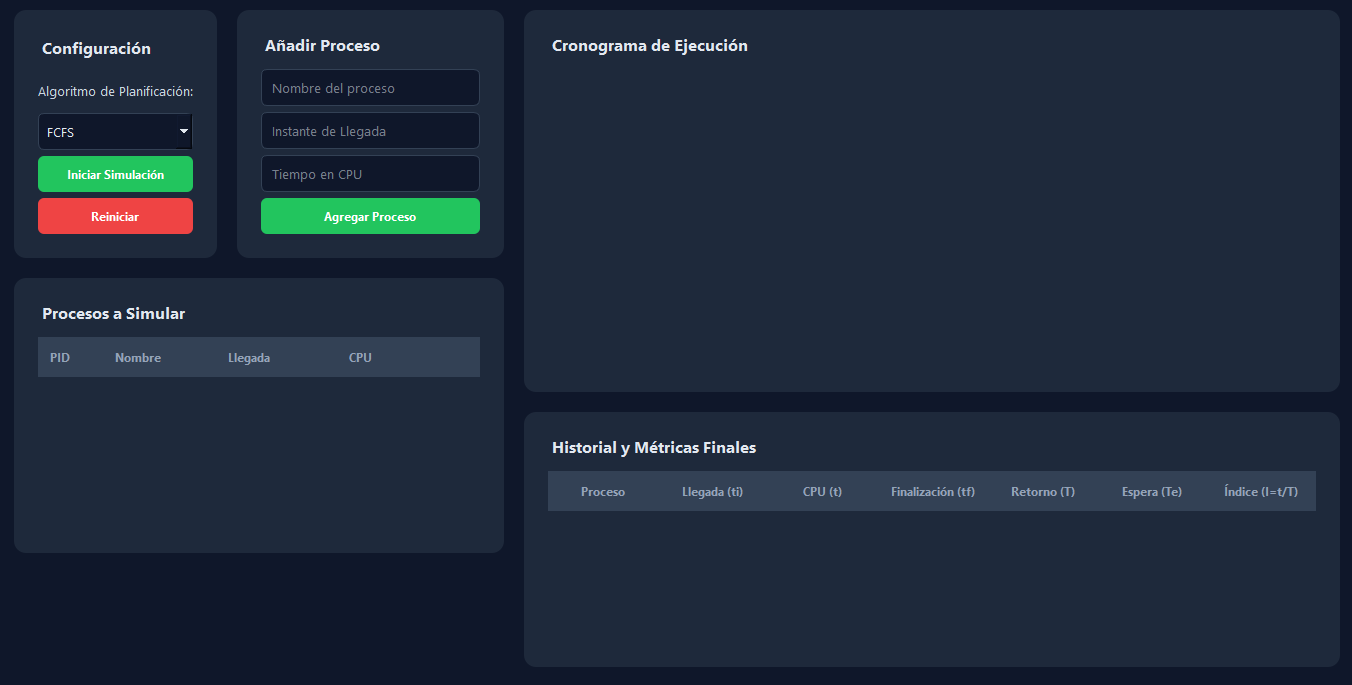 Configuración
Algoritmo de Planificación:
FCFS
Iniciar Simulación
Reiniciar
Añadir Proceso
Nombre del proceso
Instante de Llegada
Tiempo en CPU
Agregar Proceso
Procesos a Simular
PID Nombre Llegada CPU
Cronograma de Ejecución
Historial y Métricas Finales
Proceso Llegada (ti) CPU (t) Finalización (tf) Retorno (T) Espera (Te) Índice (I=t/T)